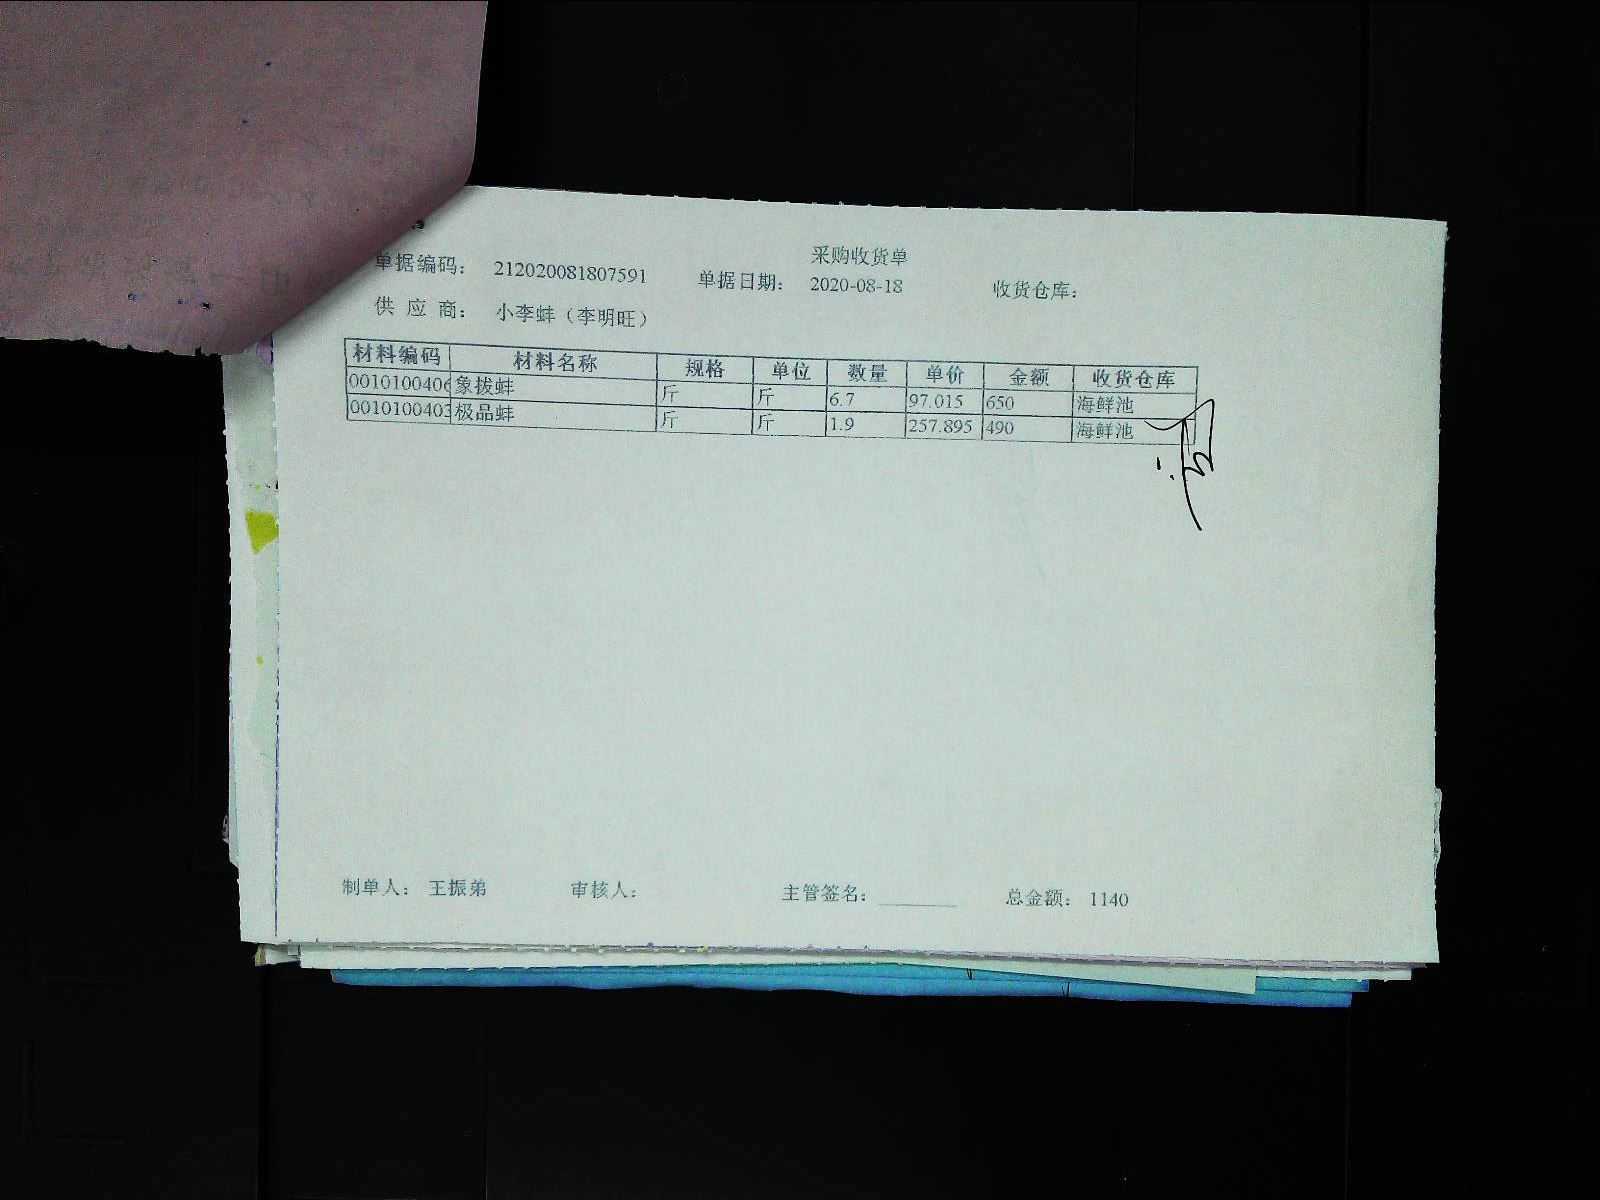 采购收货单
单据编码： 212020081807591 单据日期： 2020-08-18 收货仓库：
供 应 商： 小李蚌（李明旺）
材料编码 材料名称 规格 单位 数量 单价 金额 收货仓库
0010100406 象拔蚌 斤 斤 6.7 97.015 650 海鲜池
0010100403 极品蚌 斤 斤 1.9 257.895 490 海鲜池
制单人： 王振弟 审核人： 主管签名：________ 总金额： 1140